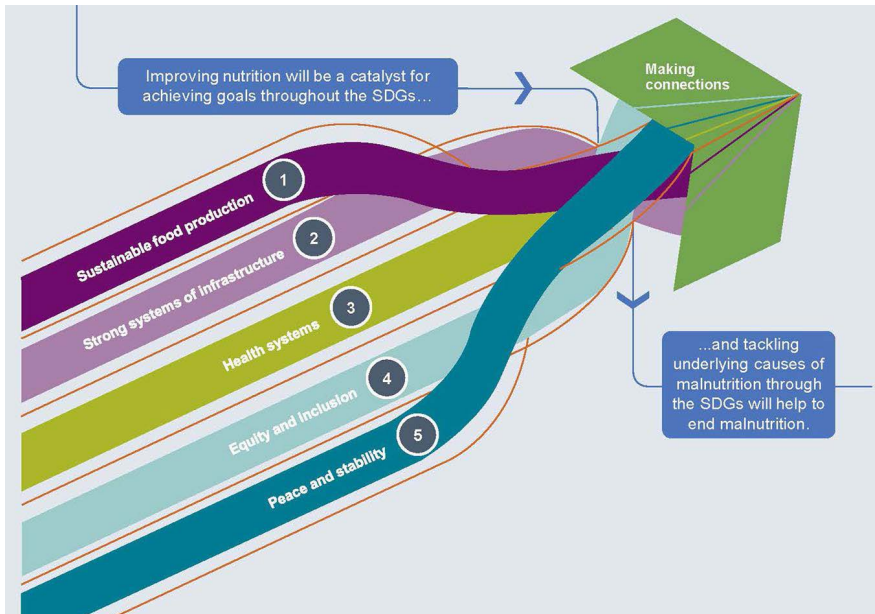 Improving nutrition will be a catalyst for
achieving goals throughout the SDGs…
Making
connections
1
Sustainable food production
2
Strong systems of infrastructure
3
Health systems
4
Equity and inclusion
5
Peace and stability
...and tackling
underlying causes of
malnutrition through
the SDGs will help to
end malnutrition.